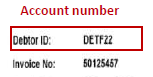 Account number
Debtor ID: DETF22
Invoice No: 50125457